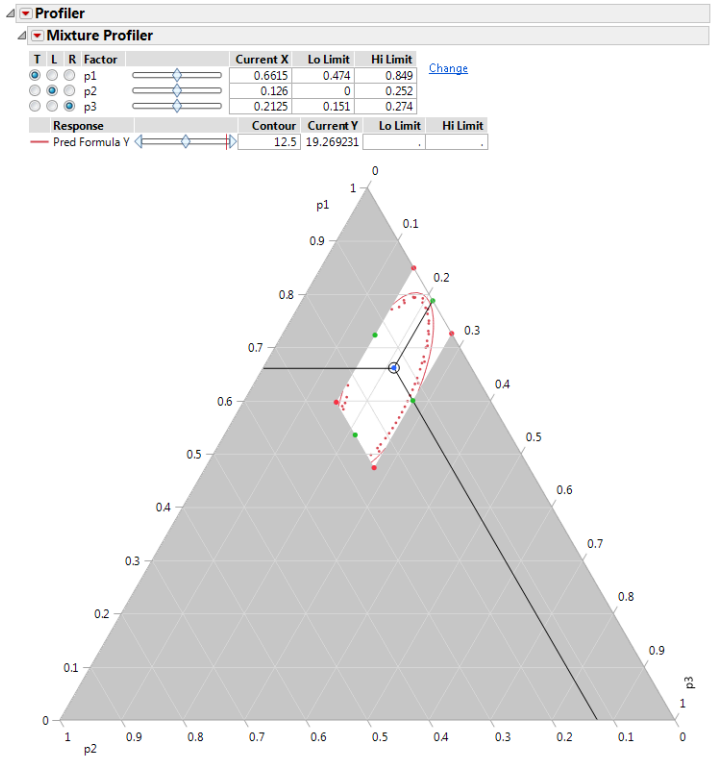 Profiler
Mixture Profiler
T L R Factor Current X Lo Limit Hi Limit
p1 0.6615 0.474 0.849 Change
p2 0.126 0 0.252
p3 0.2125 0.151 0.274
Response Contour Current Y Lo Limit Hi Limit
Pred Formula Y 12.5 19.269231 . .
0
1
p1
0.1
0.9
0.2
0.8
0.3
0.7
0.4
0.6
0.5
0.5
0.6
0.4
0.7
0.3
0.8
0.2
0.9
0.1
p3
1
0
1 0.9 0.8 0.7 0.6 0.5 0.4 0.3 0.2 0.1 0
p2